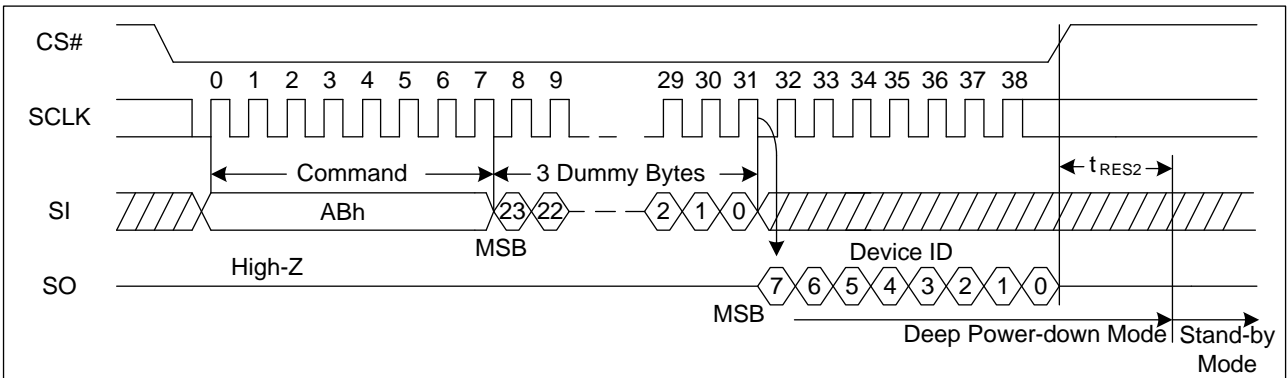 CS#
0 1 2 3 4 5 6 7 8 9 29 30 31 32 33 34 35 36 37 38
SCLK
Command 3 Dummy Bytes tRES2
SI ABh 23 22 2 1 0
MSB Device ID
High-Z
SO 7 6 5 4 3 2 1 0
MSB
Deep Power-down Mode Stand-by
Mode